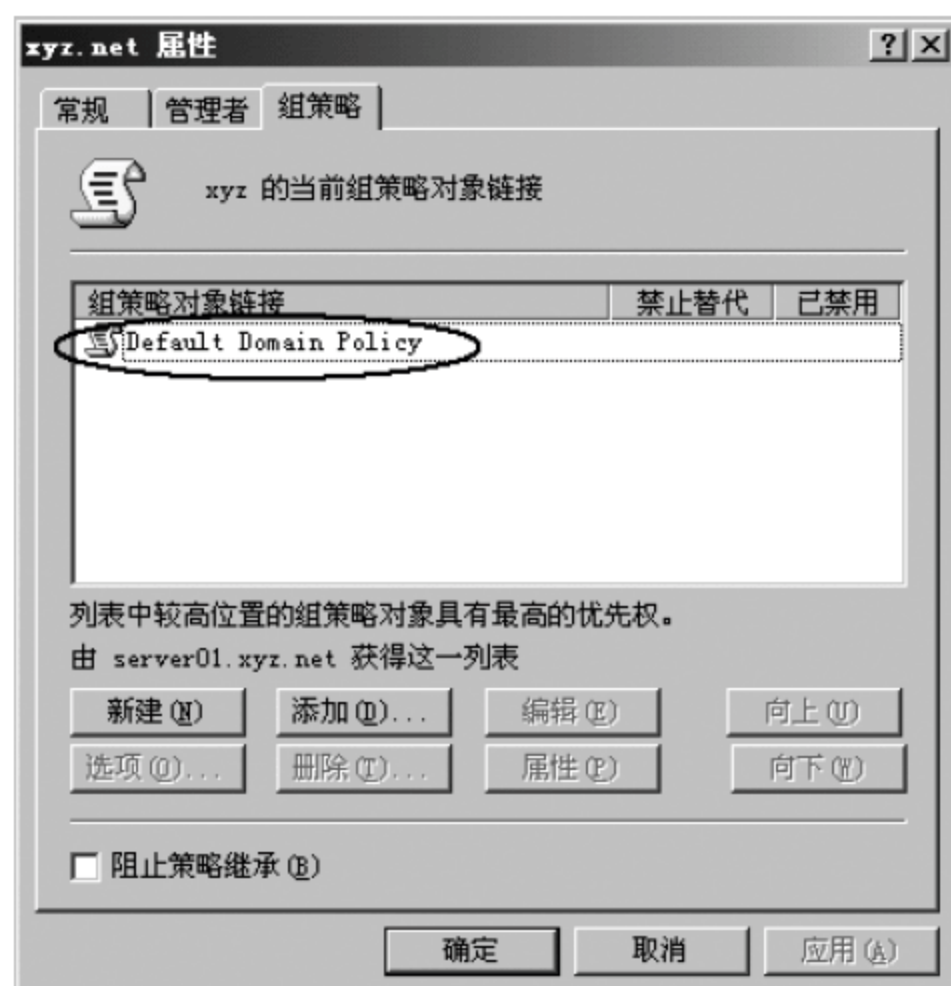 xyz.net 属性
常规 管理者 组策略
xyz 的当前组策略对象链接
组策略对象链接 禁止替代 已禁用
Default Domain Policy
列表中较高位置的组策略对象具有最高的优先权。
由 server01.xyz.net 获得这一列表
新建(N) 添加(D)... 编辑(E) 向上(U)
选项(O)... 删除(T)... 属性(P) 向下(W)
阻止策略继承(B)
确定 取消 应用(A)